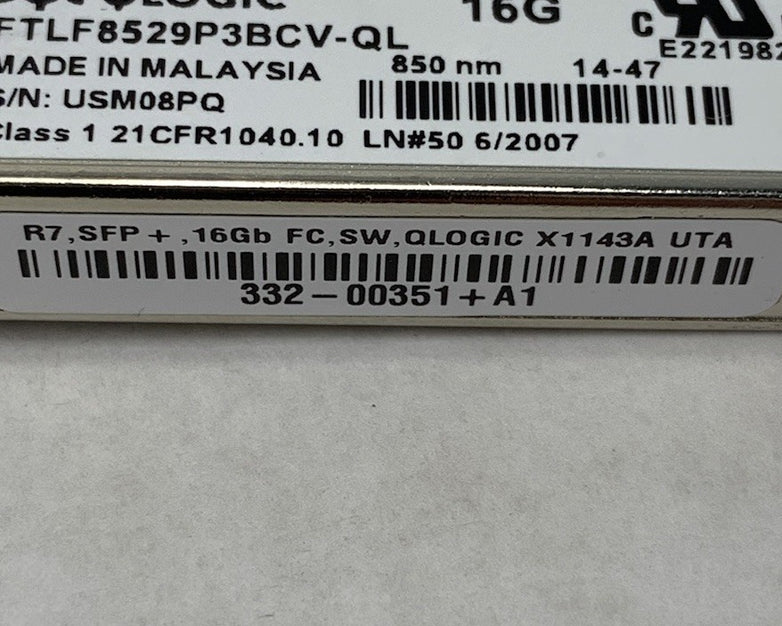 QLOGIC 16G
FTLF8529P3BCV-QL C E221982
MADE IN MALAYSIA 850 nm 14-47
S/N: USM08PQ
Class 1 21CFR1040.10 LN#50 6/2007
R7,SFP+,16Gb FC,SW,QLOGIC X1143A UTA
332-00351+A1